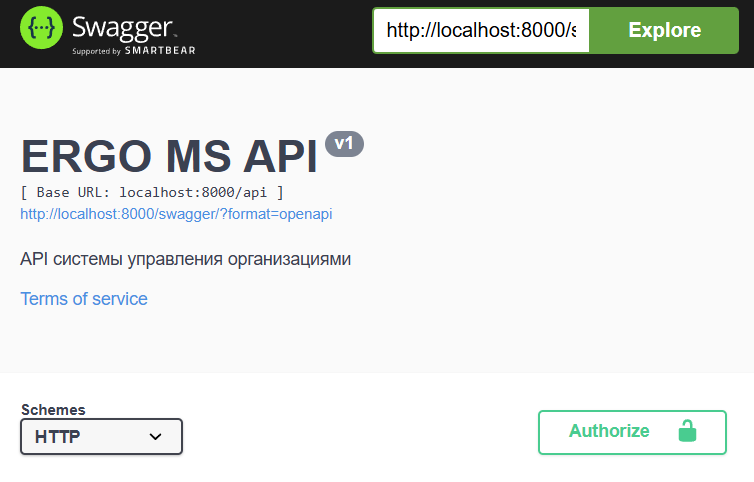 Swagger
Supported by SMARTBEAR
http://localhost:8000/s
Explore
ERGO MS API v1
[ Base URL: localhost:8000/api ]
http://localhost:8000/swagger/?format=openapi
API системы управления организациями
Terms of service
Schemes
HTTP
Authorize